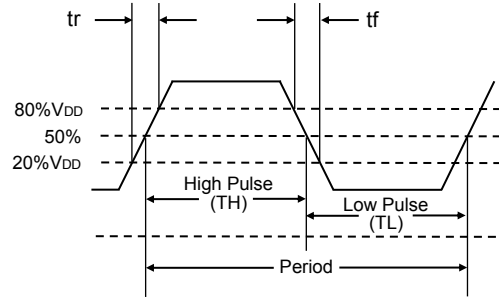 tr
tf
80%VDD
50%
20%VDD
High Pulse
(TH)
Low Pulse
(TL)
Period